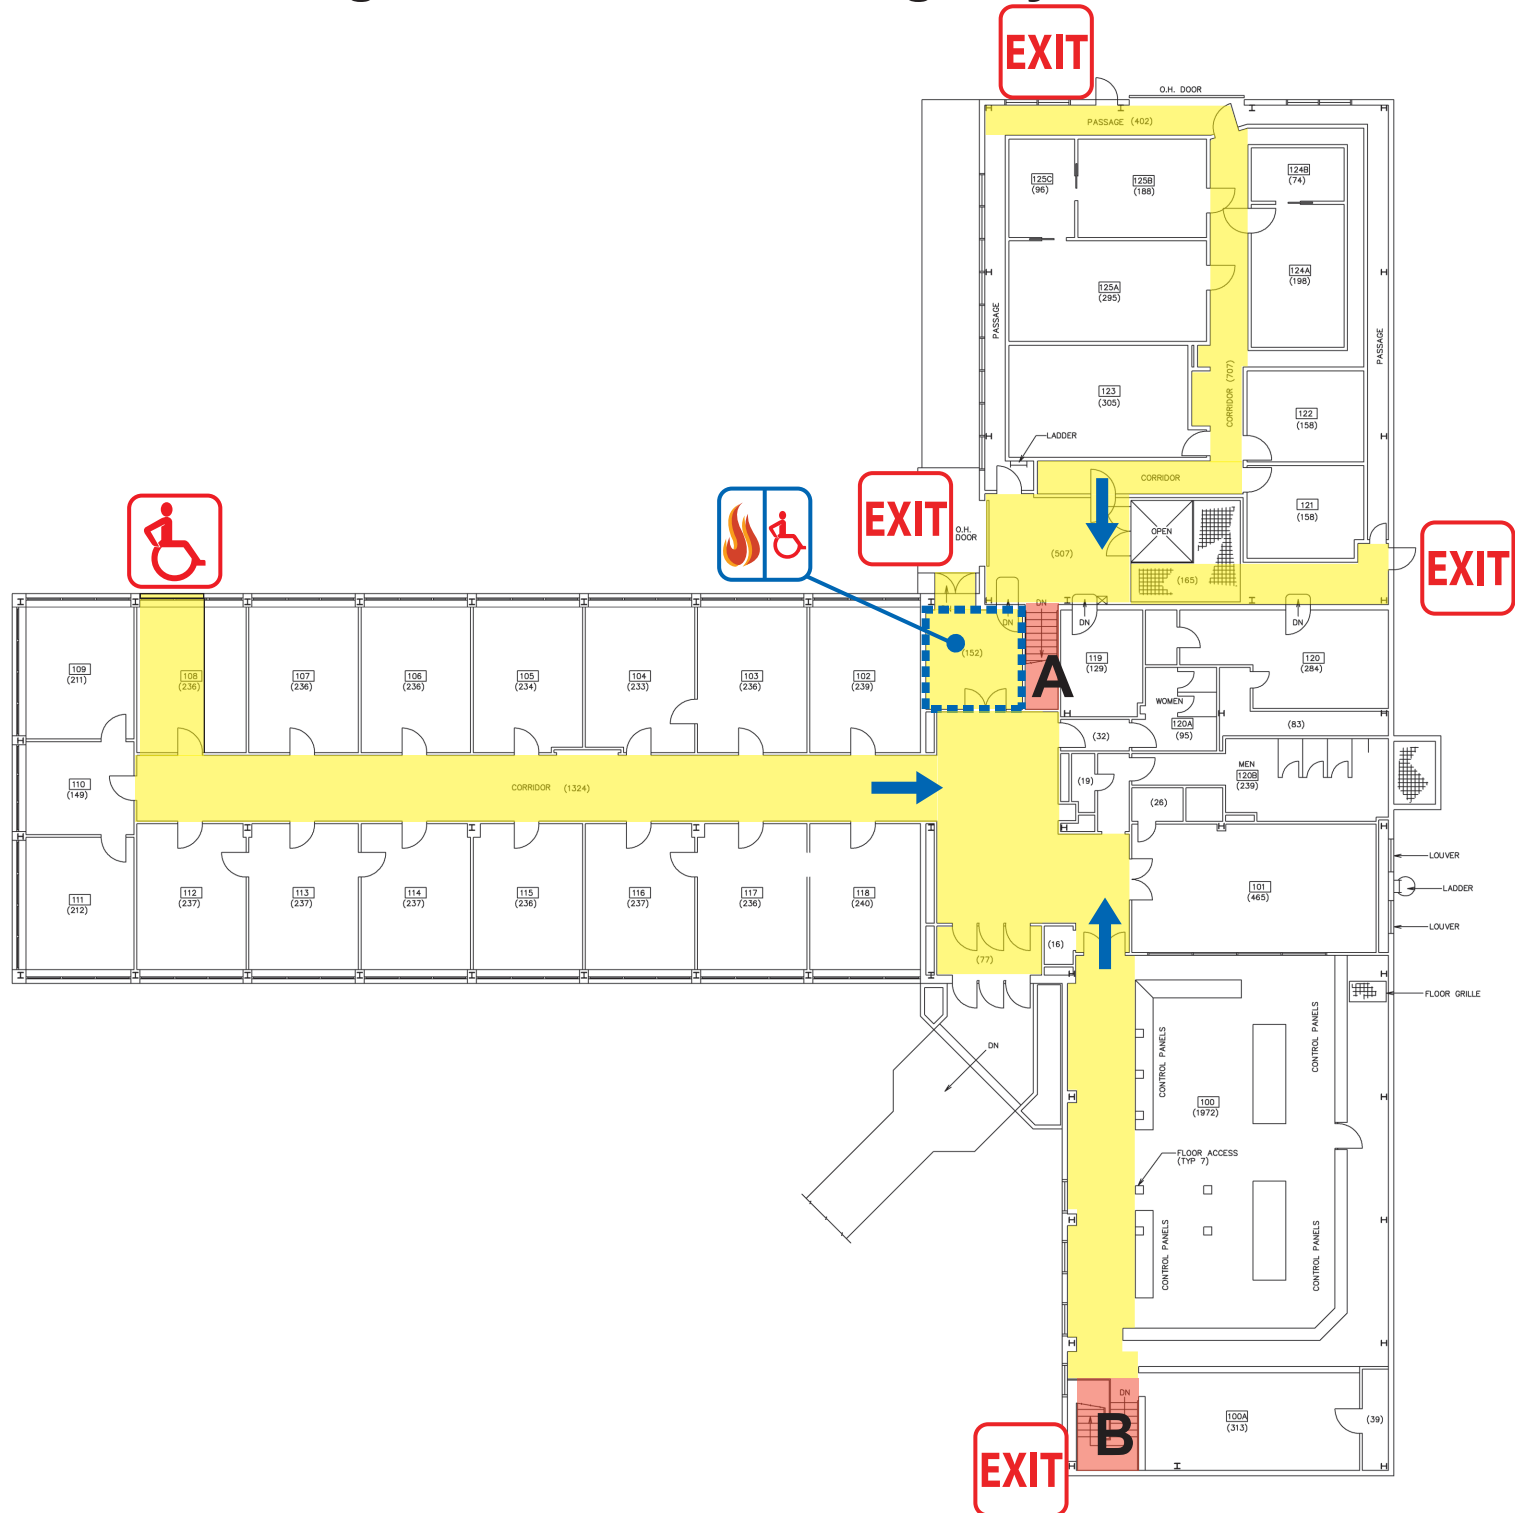 EXIT
O.H. DOOR
PASSAGE (402)
124B
(74)
125C
(96)
125B
(188)
124A
(198)
125A
(295)
PASSAGE
PASSAGE
CORRIDOR (707)
123
(305)
122
(158)
LADDER
CORRIDOR
EXIT
O.H.
DOOR
121
(158)
OPEN
(507)
(165)
EXIT
DN
DN
DN
DN
109
(211)
108
(236)
107
(236)
106
(236)
105
(234)
104
(233)
103
(236)
102
(239)
(152)
A
119
(129)
120
(284)
WOMEN
120A
(95)
(83)
(32)
MEN
120B
(239)
(19)
(26)
110
(149)
CORRIDOR (1324)
111
(212)
112
(237)
113
(237)
114
(237)
115
(236)
116
(237)
117
(236)
118
(240)
101
(465)
LOUVER
LADDER
LOUVER
(16)
(77)
FLOOR GRILLE
DN
CONTROL PANELS
CONTROL PANELS
100
(1972)
FLOOR ACCESS
(TYP 7)
CONTROL PANELS
CONTROL PANELS
DN
B
100A
(313)
(39)
EXIT